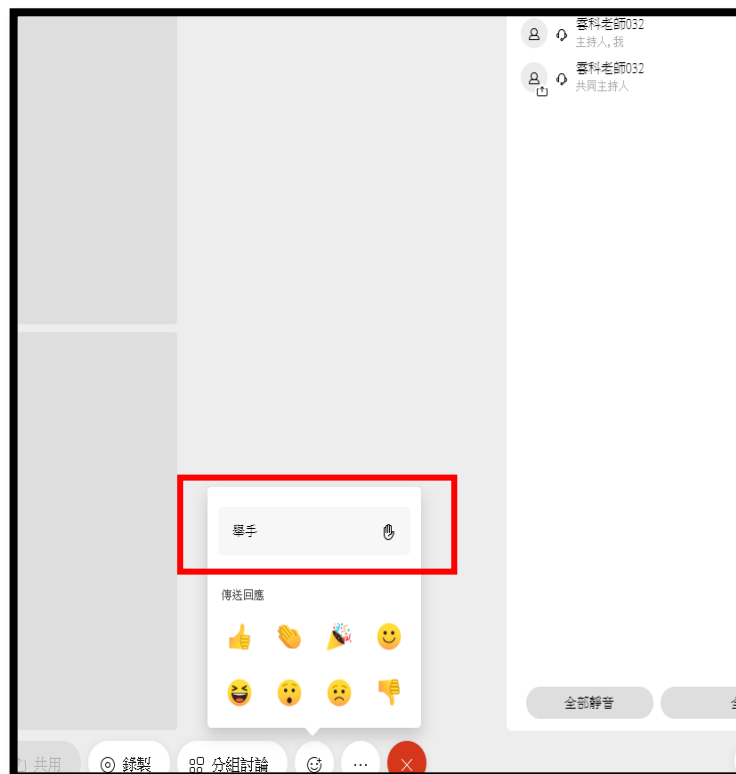 雲科老師032
主持人, 我
雲科老師032
共同主持人
舉手
傳送回應
全部靜音
共用
錄製
分組討論